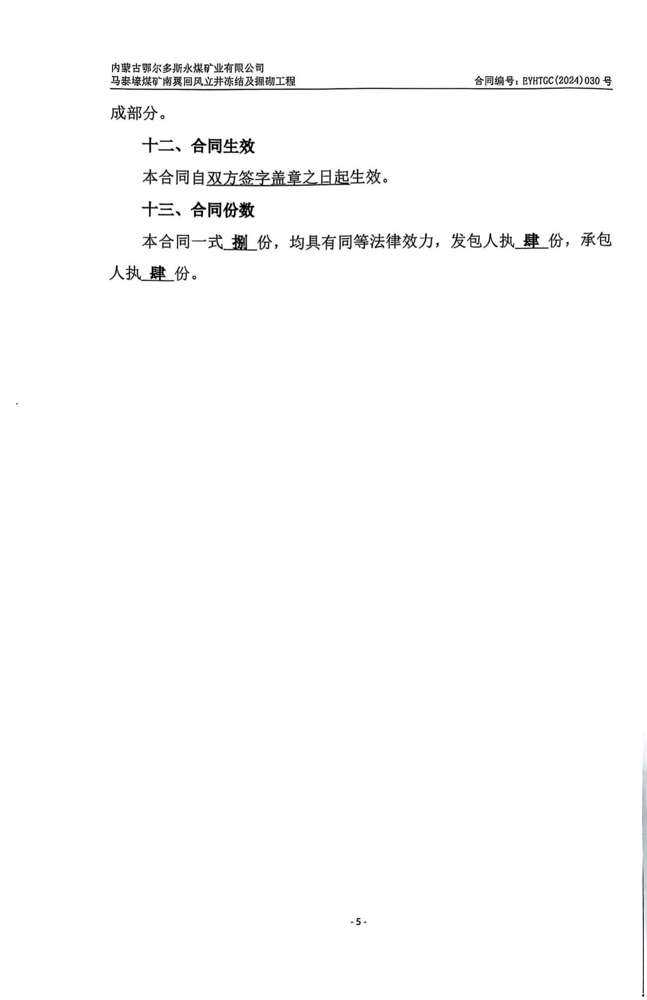 内蒙古鄂尔多斯永煤矿业有限公司
马泰壕煤矿南翼回风立井冻结及掘砌工程 合同编号：EYHTGC(2024)030 号
成部分。
十二、合同生效
本合同自双方签字盖章之日起生效。
十三、合同份数
本合同一式 捌 份，均具有同等法律效力，发包人执 肆 份，承包
人执 肆 份。
- 5 -